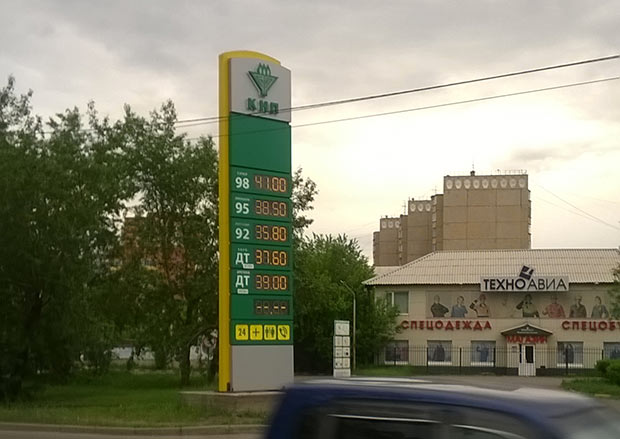 КНП
98 41.00
95 38.50
92 35.80
ДТ 37.60
ДТ 39.00
24
ТЕХНОАВИА
СПЕЦОДЕЖДА
МАГАЗИН
СПЕЦОБУ